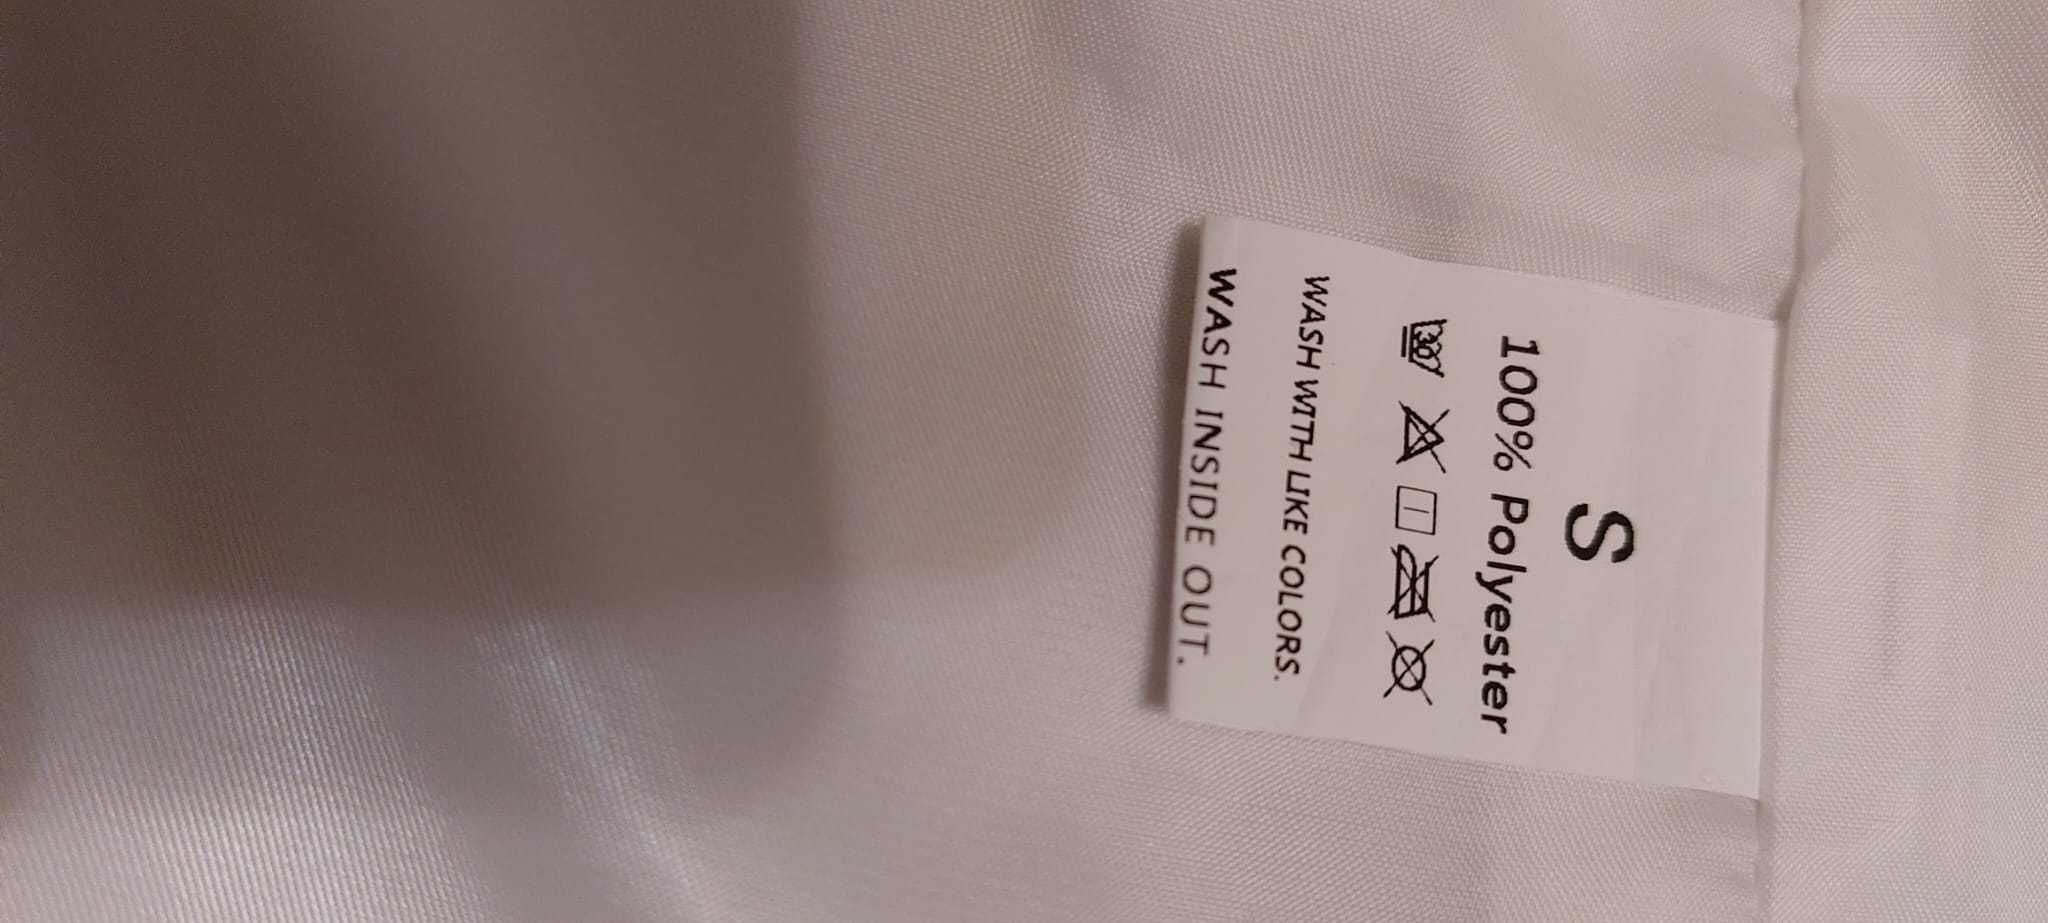 S
100% Polyester
WASH WITH LIKE COLORS.
WASH INSIDE OUT.